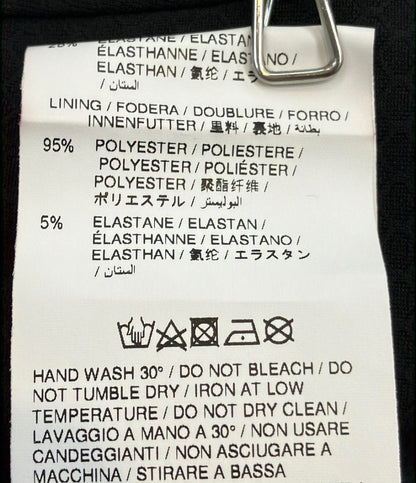 ELASTANE / ELASTAN
ÉLASTHANNE / ELASTANO /
ELASTHAN / 氨纶 / エラ
/ الستان
LINING / FODERA / DOUBLURE / FORRO /
INNENFUTTER / 里料 / 裏地 / بطانة
95% POLYESTER / POLIESTERE /
POLYESTER / POLIÉSTER /
POLYESTER / 聚酯纤维 /
ポリエステル / البوليستر
5% ELASTANE / ELASTAN /
ÉLASTHANNE / ELASTANO /
ELASTHAN / 氨纶 / エラスタン
/ الستان
HAND WASH 30° / DO NOT BLEACH / DO
NOT TUMBLE DRY / IRON AT LOW
TEMPERATURE / DO NOT DRY CLEAN /
LAVAGGIO A MANO A 30° / NON USARE
CANDEGGIANTI / NON ASCIUGARE A
MACCHINA / STIRARE A BASSA